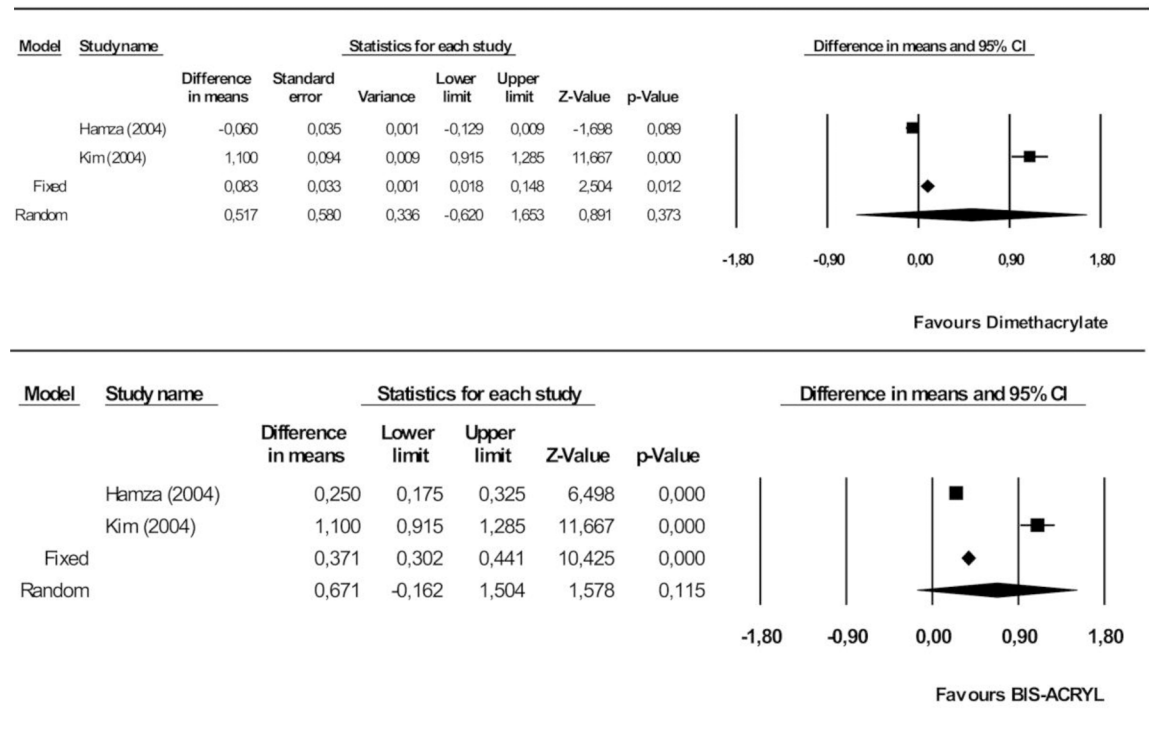 Model Studyname Statistics for each study Difference in means and 95% CI
Difference in means Standard error Variance Lower limit Upper limit Z-Value p-Value
Hamza (2004) -0,060 0,035 0,001 -0,129 0,009 -1,698 0,089
Kim (2004) 1,100 0,094 0,009 0,915 1,285 11,667 0,000
Fixed 0,083 0,033 0,001 0,018 0,148 2,504 0,012
Random 0,517 0,580 0,336 -0,620 1,653 0,891 0,373
-1,80 -0,90 0,00 0,90 1,80
Favours Dimethacrylate
Model Study name Statistics for each study Difference in means and 95% CI
Difference in means Lower limit Upper limit Z-Value p-Value
Hamza (2004) 0,250 0,175 0,325 6,498 0,000
Kim (2004) 1,100 0,915 1,285 11,667 0,000
Fixed 0,371 0,302 0,441 10,425 0,000
Random 0,671 -0,162 1,504 1,578 0,115
-1,80 -0,90 0,00 0,90 1,80
Favours BIS-ACRYL